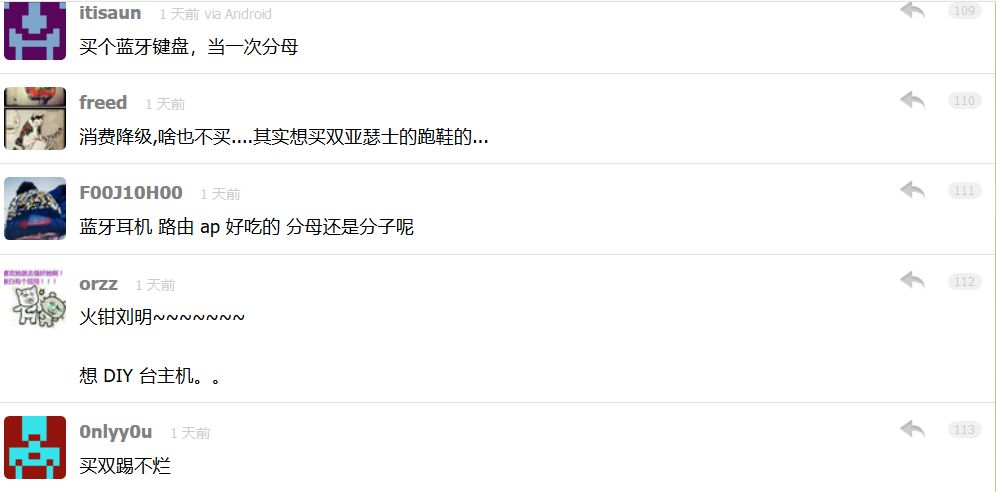 itisaun 1 天前 via Android 109
买个蓝牙键盘，当一次分母
freed 1 天前 110
消费降级,啥也不买....其实想买双亚瑟士的跑鞋的...
F00J10H00 1 天前 111
蓝牙耳机 路由 ap 好吃的 分母还是分子呢
orzz 1 天前 112
火钳刘明~~~~~~~
想 DIY 台主机。。
0nlyy0u 1 天前 113
买双踢不烂